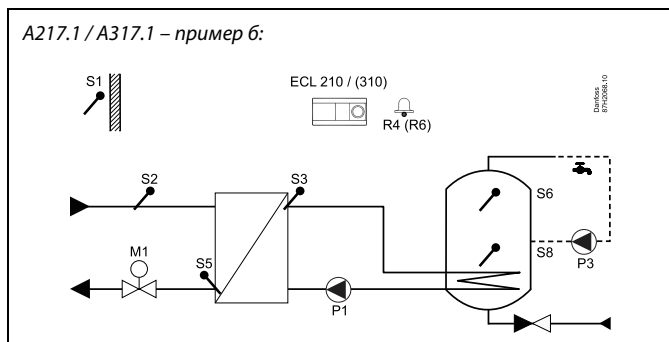 A217.1 / A317.1 – пример б:
S1
ECL 210 / (310)
R4 (R6)
Danfoss
87H2068.10
S2
S3
S6
M1
S5
S8
P3
P1